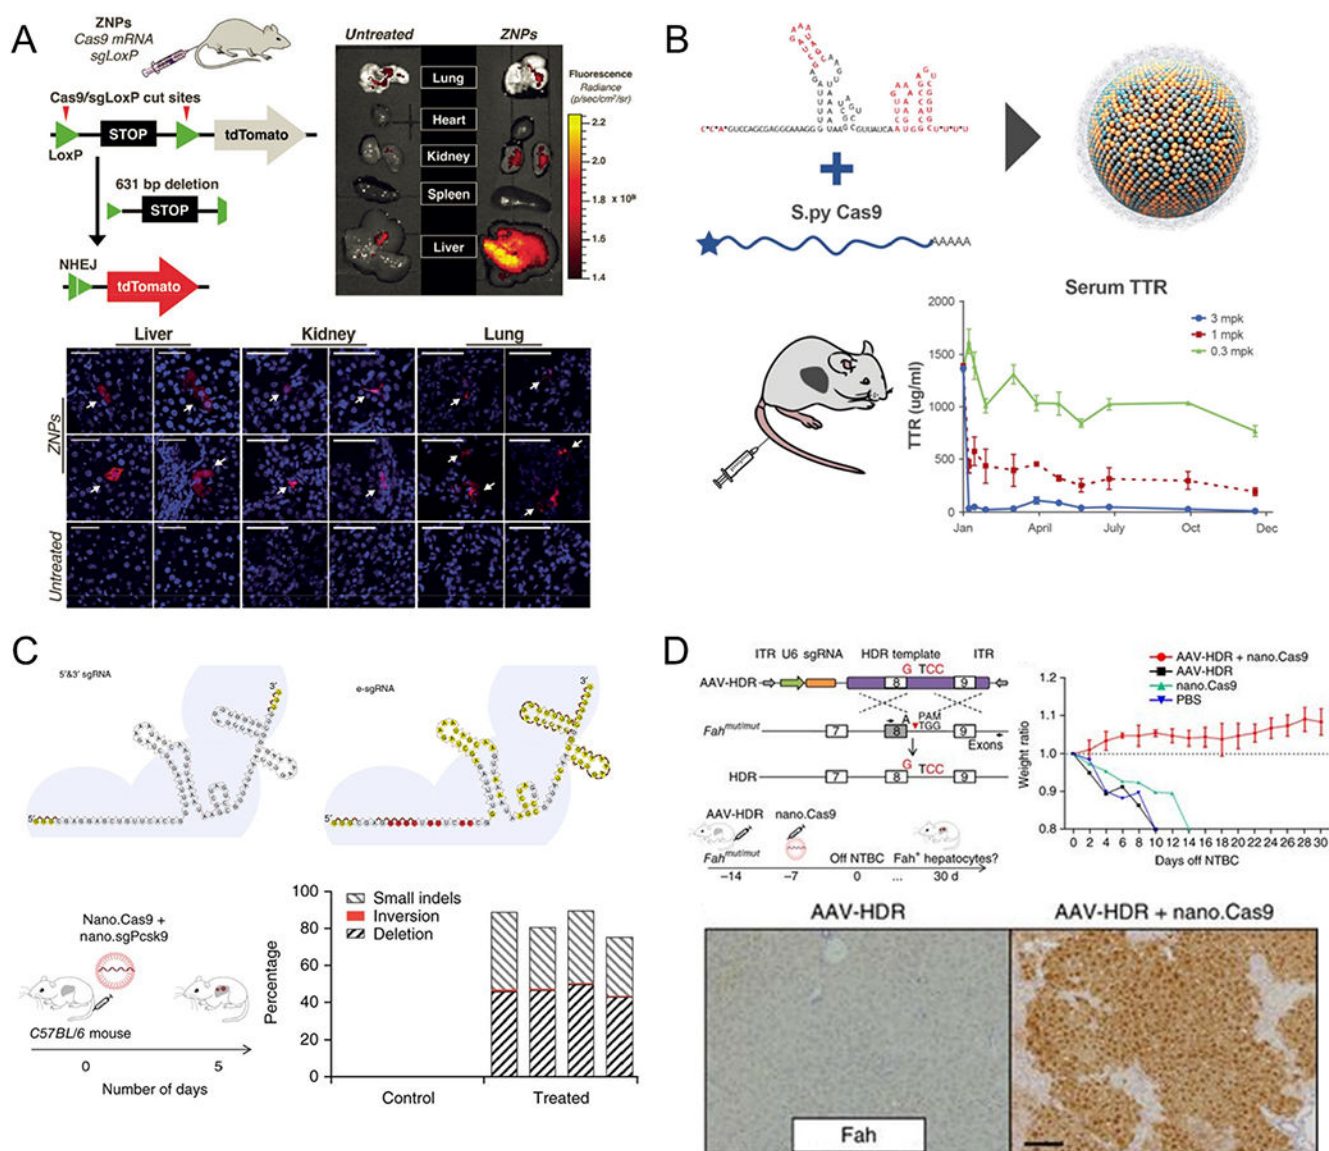 A
ZNPs
Cas9 mRNA
sgLoxP
Cas9/sgLoxP cut sites
STOP
tdTomato
LoxP
631 bp deletion
STOP
NHEJ
tdTomato
Untreated
ZNPs
Lung
Heart
Kidney
Spleen
Liver
Fluorescence
Radiance
(p/sec/cm²/sr)
2.2
2.0
1.8
x 10⁹
1.6
1.4
Liver
Kidney
Lung
ZNPs
Untreated
B
S.py Cas9
AAAAA
Serum TTR
3 mpk
1 mpk
0.3 mpk
TTR (ug/ml)
2000
1500
1000
500
0
Jan
April
July
Oct
Dec
C
5'&3' sgRNA
e-sgRNA
3'
3'
5'
5'
Nano.Cas9 +
nano.sgPcsk9
C57BL/6 mouse
0
5
Number of days
Percentage
100
80
60
40
20
0
Small indels
Inversion
Deletion
Control
Treated
D
ITR U6 sgRNA
HDR template
ITR
G TCC
AAV-HDR
8
9
A
PAM
TGG
Fah mut/mut
7
8
9
Exons
G TCC
HDR
7
8
9
AAV-HDR
nano.Cas9
Fah mut/mut
Off NTBC
Fah⁺ hepatocytes?
–14
–7
0
...
30 d
AAV-HDR + nano.Cas9
AAV-HDR
nano.Cas9
PBS
Weight ratio
1.2
1.1
1.0
0.9
0.8
0 2 4 6 8 10 12 14 16 18 20 22 24 26 28 30
Days off NTBC
AAV-HDR
AAV-HDR + nano.Cas9
Fah